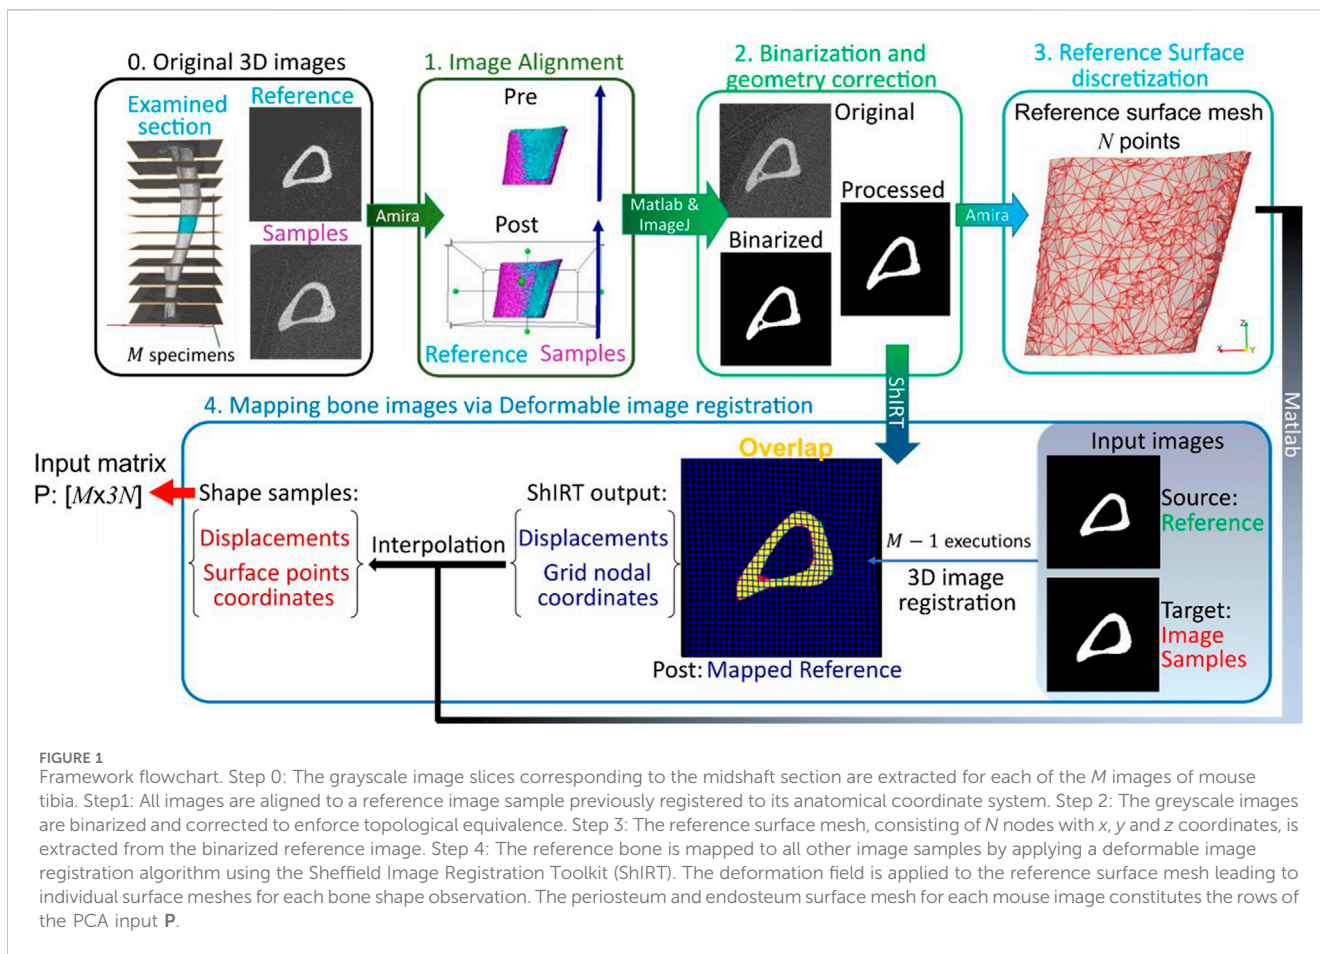 0. Original 3D images
Examined
section
Reference
Samples
M specimens
Amira
1. Image Alignment
Pre
Post
Reference Samples
Matlab &
ImageJ
2. Binarization and
geometry correction
Original
Processed
Binarized
Amira
3. Reference Surface
discretization
Reference surface mesh
N points
Z
X
Y
Matlab
ShIRT
4. Mapping bone images via Deformable image registration
Input images
Source:
Reference
Target:
Image
Samples
M − 1 executions
3D image
registration
Overlap
Post: Mapped Reference
ShIRT output:
Displacements
Grid nodal
coordinates
Interpolation
Shape samples:
Displacements
Surface points
coordinates
Input matrix
P: [Mx3N]
FIGURE 1
Framework flowchart. Step 0: The grayscale image slices corresponding to the midshaft section are extracted for each of the M images of mouse
tibia. Step1: All images are aligned to a reference image sample previously registered to its anatomical coordinate system. Step 2: The greyscale images
are binarized and corrected to enforce topological equivalence. Step 3: The reference surface mesh, consisting of N nodes with x, y and z coordinates, is
extracted from the binarized reference image. Step 4: The reference bone is mapped to all other image samples by applying a deformable image
registration algorithm using the Sheffield Image Registration Toolkit (ShIRT). The deformation field is applied to the reference surface mesh leading to
individual surface meshes for each bone shape observation. The periosteum and endosteum surface mesh for each mouse image constitutes the rows of
the PCA input P.